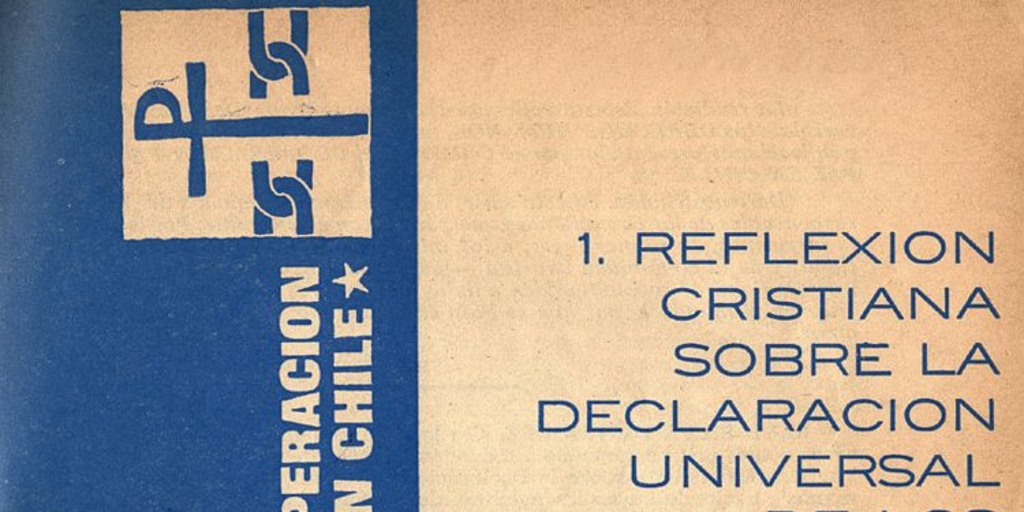 PERACION
N CHILE
1. REFLEXION
CRISTIANA
SOBRE LA
DECLARACION
UNIVERSAL